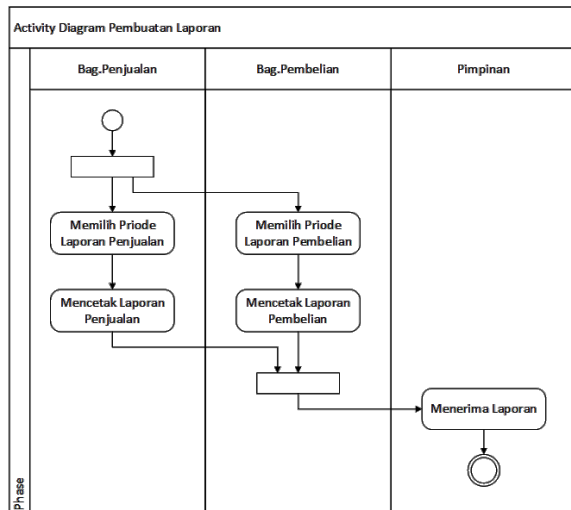 Activity Diagram Pembuatan Laporan
Bag.Penjualan
Bag.Pembelian
Pimpinan
Memilih Priode
Laporan Penjualan
Memilih Priode
Laporan Pembelian
Mencetak Laporan
Penjualan
Mencetak Laporan
Pembelian
Menerima Laporan
Phase